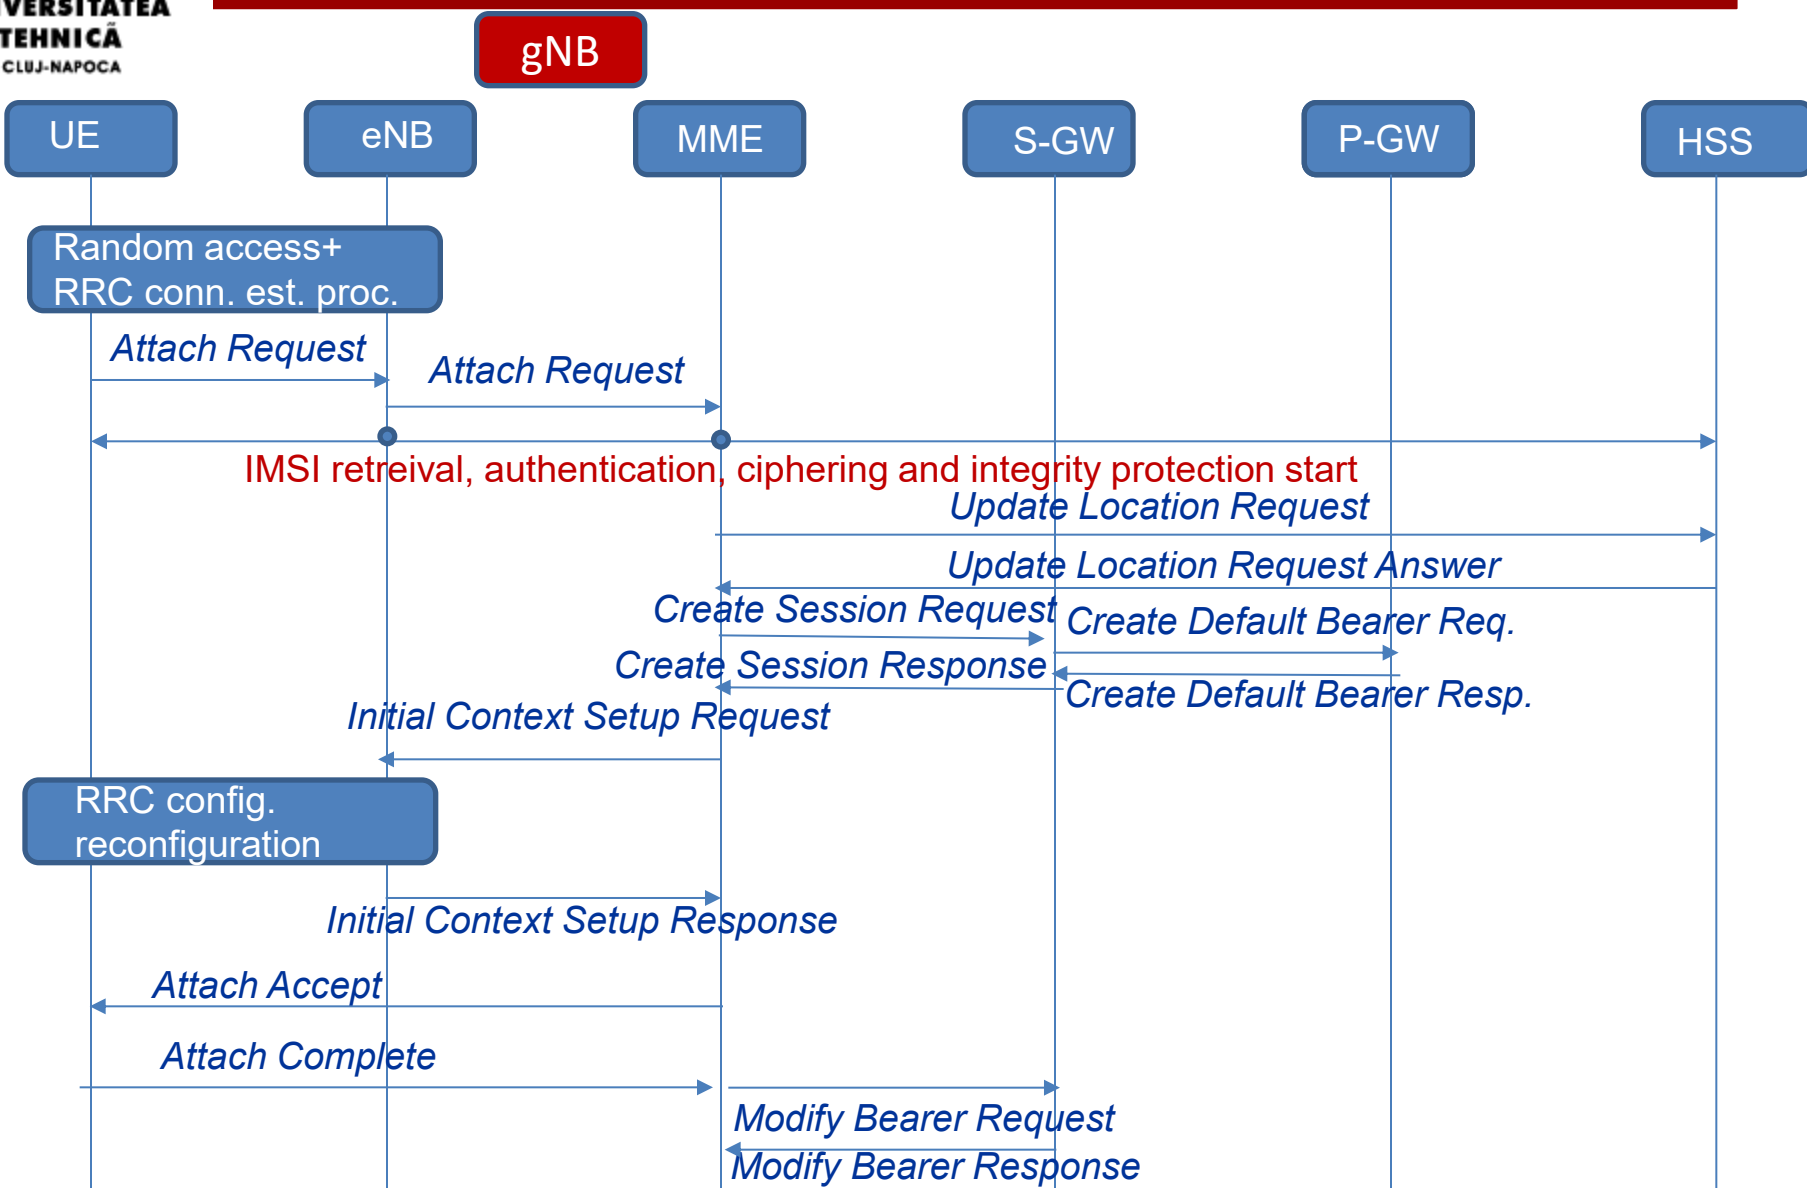 TEHNICĂ
CLUJ-NAPOCA
gNB
UE
eNB
MME
S-GW
P-GW
HSS
Random access+
RRC conn. est. proc.
Attach Request
Attach Request
IMSI retreival, authentication, ciphering and integrity protection start
Update Location Request
Update Location Request Answer
Create Session Request
Create Default Bearer Req.
Create Session Response
Create Default Bearer Resp.
Initial Context Setup Request
RRC config.
reconfiguration
Initial Context Setup Response
Attach Accept
Attach Complete
Modify Bearer Request
Modify Bearer Response